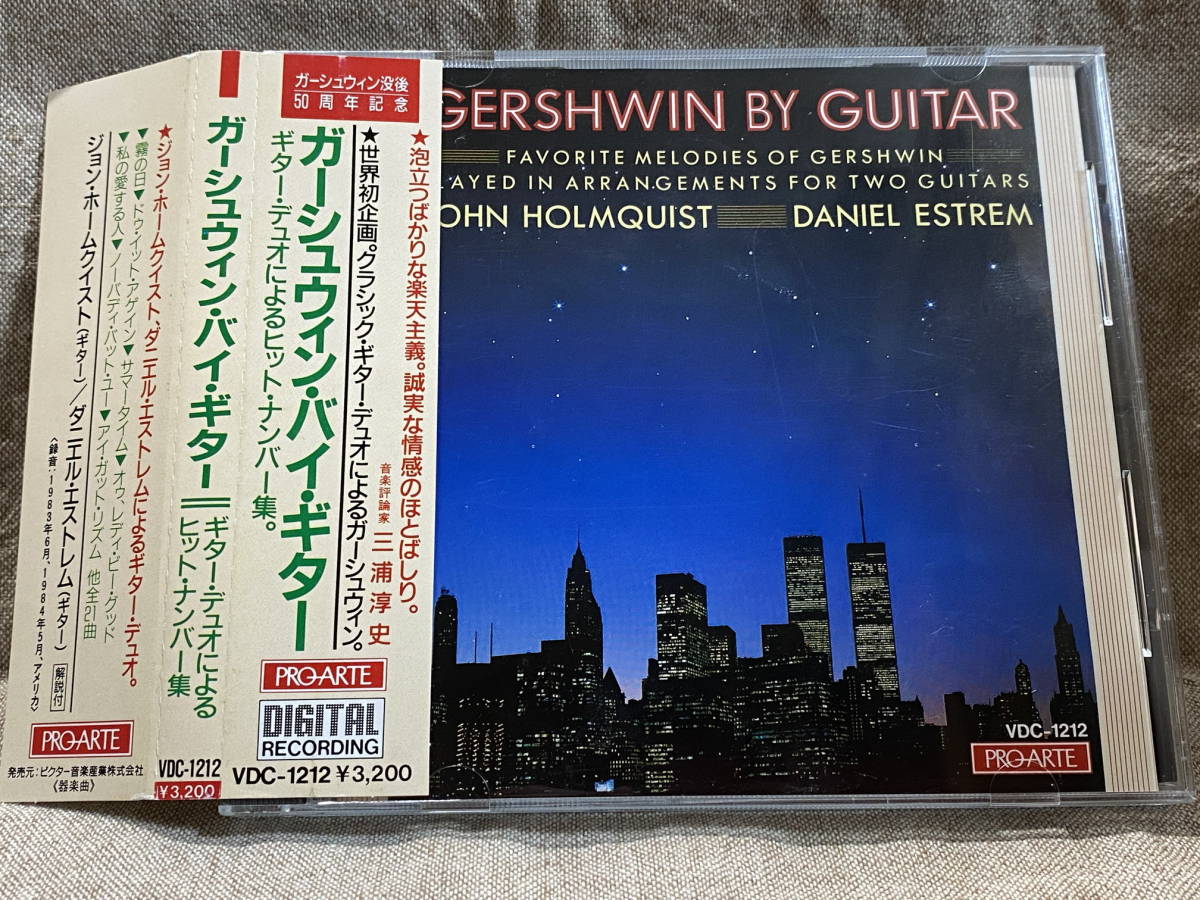 ガーシュウィン没後
50周年記念
★泡立つばかりな楽天主義。誠実な情感のほとばしり。
音楽評論家 三浦淳史
★世界初企画。クラシック・ギター・デュオによるガーシュウィン。
ガーシュウィン・バイ・ギター
ギター・デュオによるヒット・ナンバー集。
PRO-ARTE
DIGITAL
RECORDING
VDC-1212 ¥3,200
ガーシュウィン・バイ・ギター
ギター・デュオによる
ヒット・ナンバー集
VDC-1212
¥3,200
★ジョン・ホームクイスト、ダニエル・エストレムによるギター・デュオ。
▼霧の日▼ドゥ・イット・アゲイン▼サマータイム▼オゥ、レディ・ビー・グッド
▼私の愛する人▼ノーバディ・バット・ユー▼アイ・ガット・リズム 他全21曲
ジョン・ホームクイスト(ギター)/ダニエル・エストレム(ギター) 解説付
〈録音:1983年6月、1984年5月、アメリカ〉
PRO-ARTE
発売元:ビクター音楽産業株式会社
《器楽曲》
GERSHWIN BY GUITAR
FAVORITE MELODIES OF GERSHWIN
LAYED IN ARRANGEMENTS FOR TWO GUITARS
OHN HOLMQUIST DANIEL ESTREM
VDC-1212
PRO-ARTE